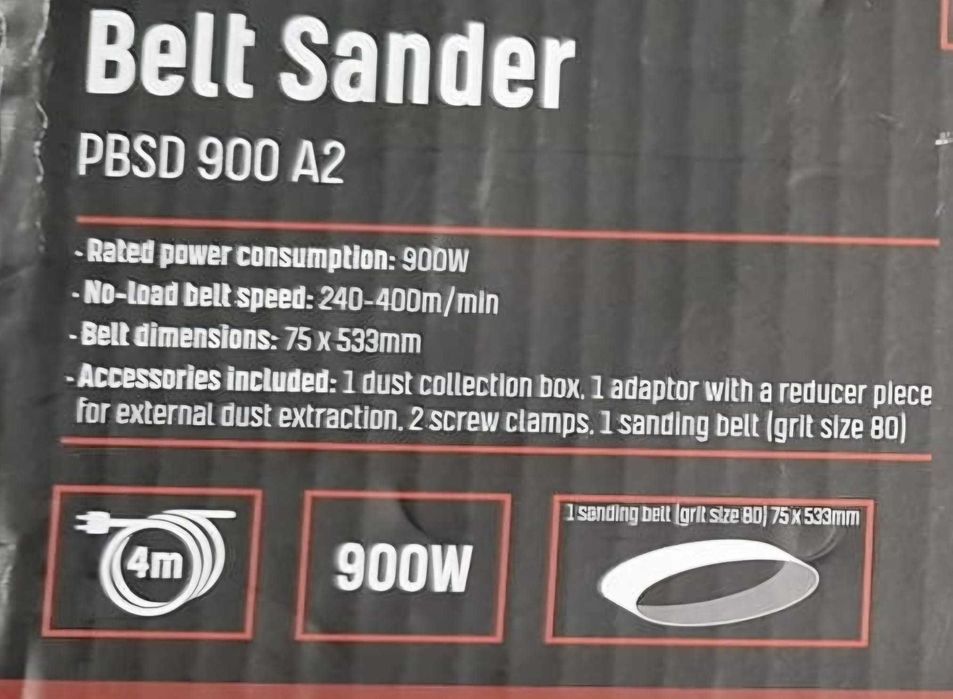 Belt Sander
PBSD 900 A2
- Rated power consumption: 900W
- No-load belt speed: 240-400m/min
- Belt dimensions: 75 x 533mm
- Accessories included: 1 dust collection box, 1 adaptor with a reducer piece
for external dust extraction, 2 screw clamps, 1 sanding belt (grit size 80)
4m
900W
1 sanding belt (grit size 80) 75 x 533mm